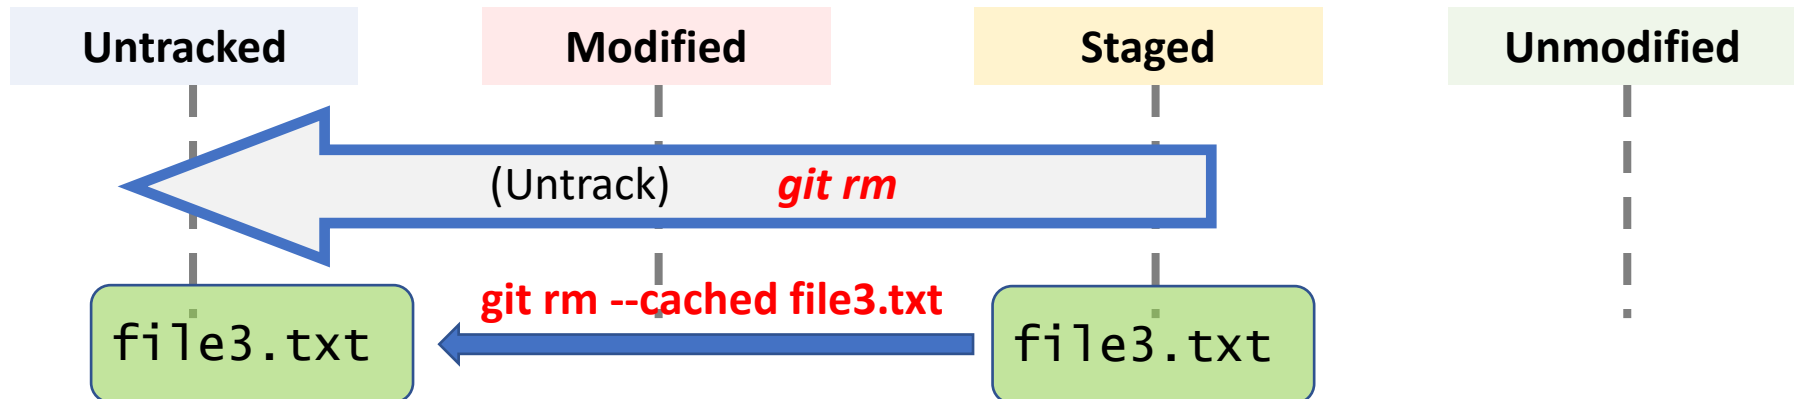 Untracked
Modified
Staged
Unmodified
(Untrack) git rm
git rm --cached file3.txt
file3.txt
file3.txt